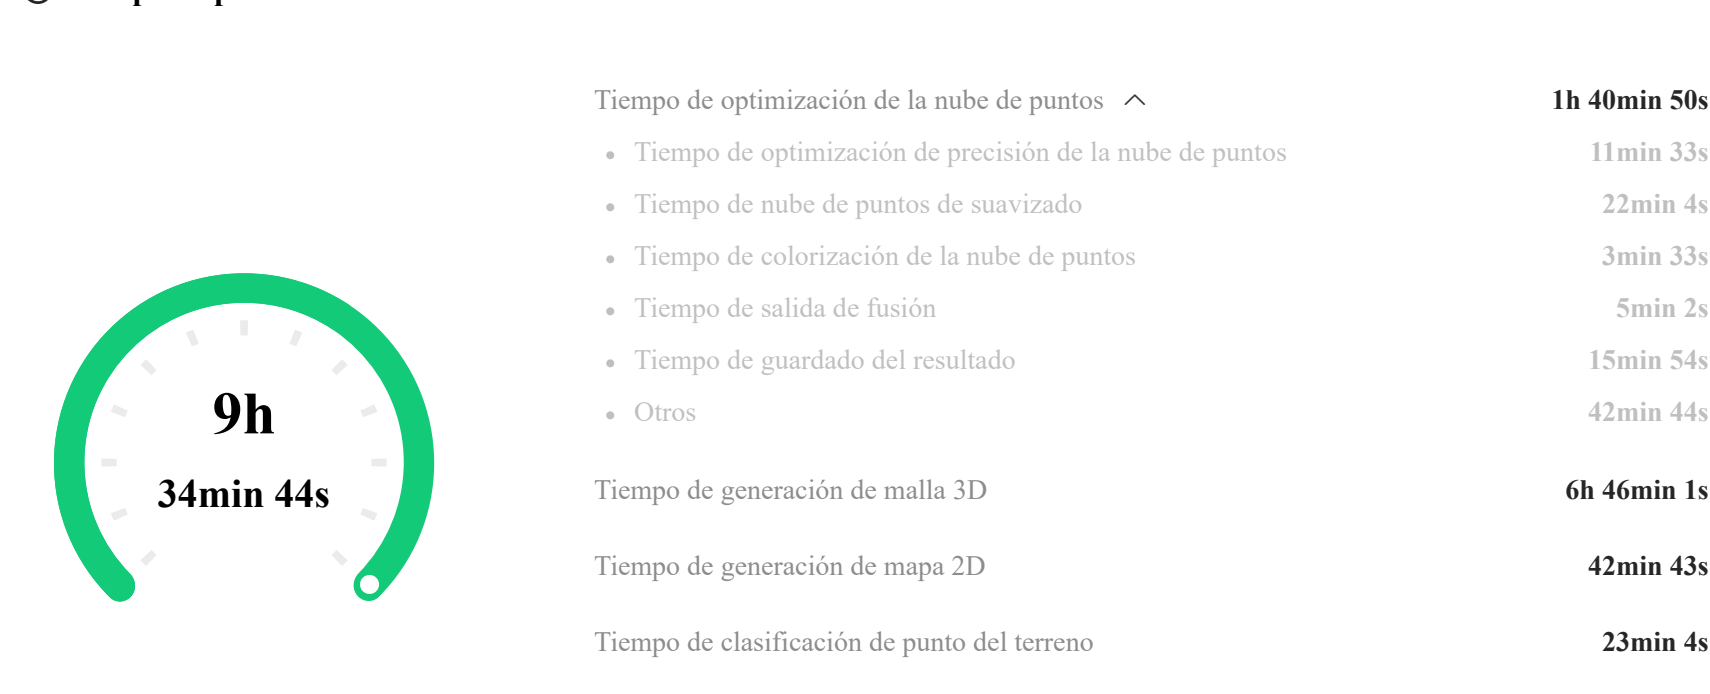 Tiempo de optimización de la nube de puntos 1h 40min 50s
• Tiempo de optimización de precisión de la nube de puntos 11min 33s
• Tiempo de nube de puntos de suavizado 22min 4s
• Tiempo de colorización de la nube de puntos 3min 33s
• Tiempo de salida de fusión 5min 2s
• Tiempo de guardado del resultado 15min 54s
• Otros 42min 44s
9h
34min 44s
Tiempo de generación de malla 3D 6h 46min 1s
Tiempo de generación de mapa 2D 42min 43s
Tiempo de clasificación de punto del terreno 23min 4s